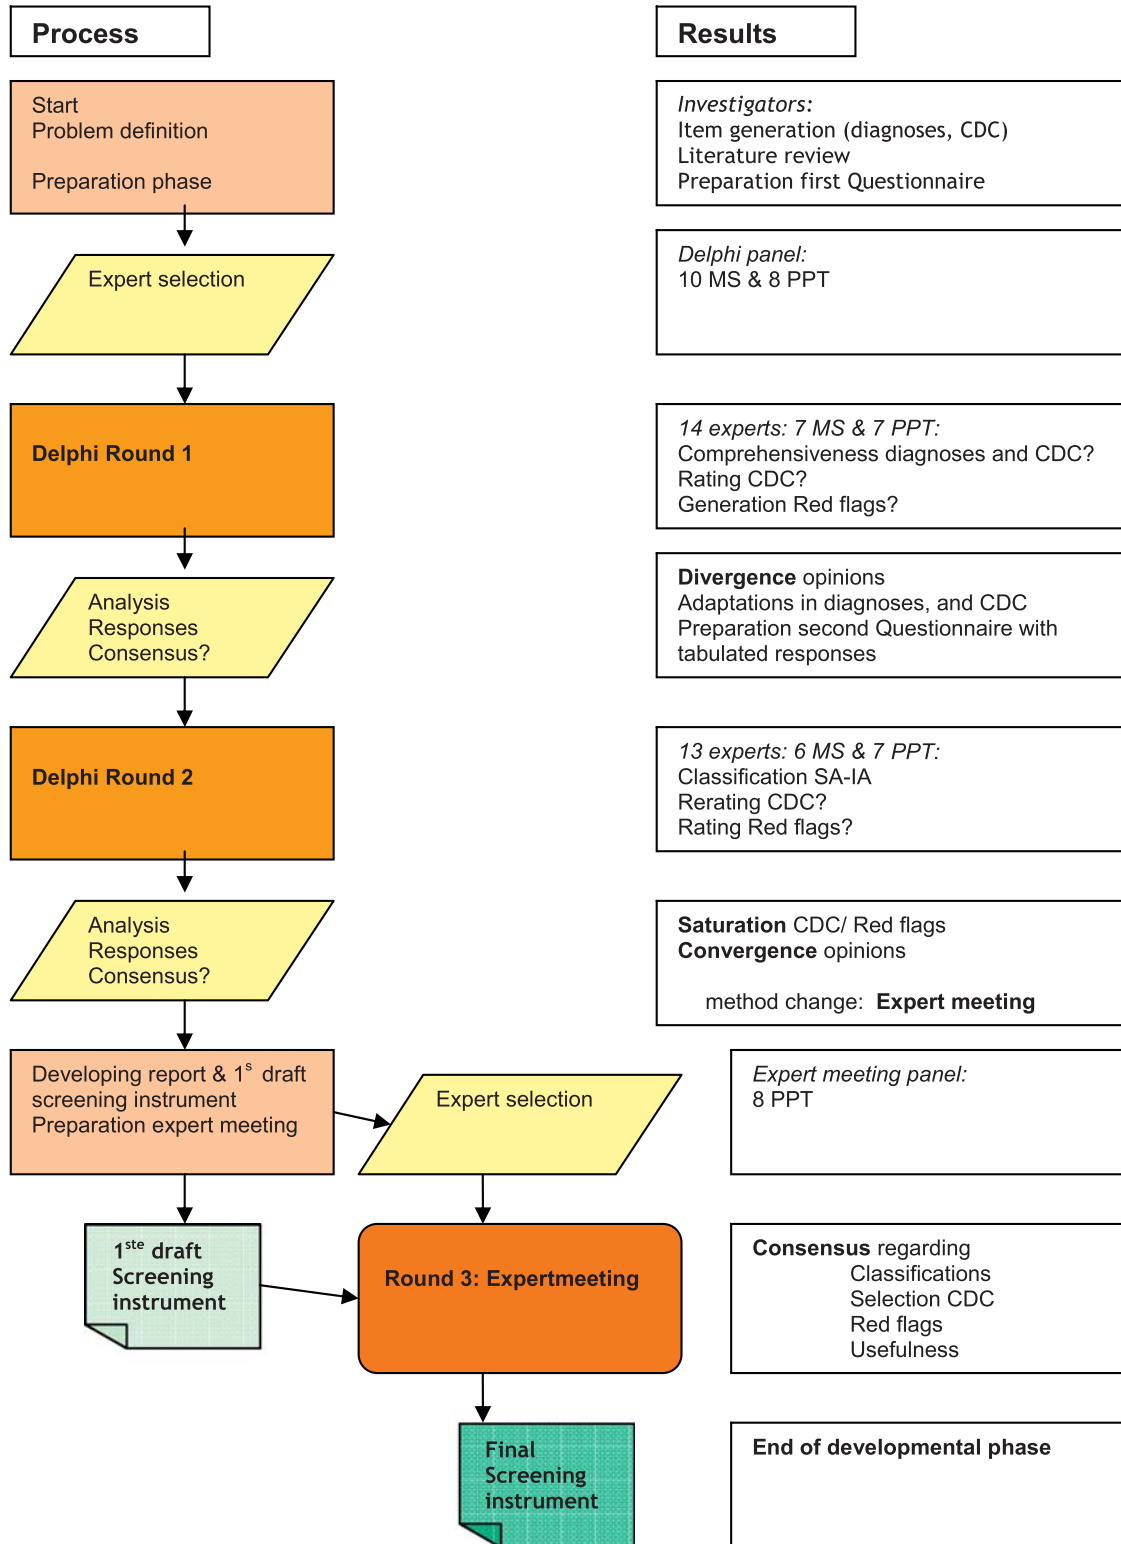 Process
Results
Start
Problem definition
Preparation phase
Investigators:
Item generation (diagnoses, CDC)
Literature review
Preparation first Questionnaire
Expert selection
Delphi panel:
10 MS & 8 PPT
Delphi Round 1
14 experts: 7 MS & 7 PPT:
Comprehensiveness diagnoses and CDC?
Rating CDC?
Generation Red flags?
Analysis
Responses
Consensus?
Divergence opinions
Adaptations in diagnoses, and CDC
Preparation second Questionnaire with
tabulated responses
Delphi Round 2
13 experts: 6 MS & 7 PPT:
Classification SA-IA
Rerating CDC?
Rating Red flags?
Analysis
Responses
Consensus?
Saturation CDC/ Red flags
Convergence opinions
method change: Expert meeting
Developing report & 1s draft
screening instrument
Preparation expert meeting
Expert selection
Expert meeting panel:
8 PPT
1ste draft
Screening
instrument
Round 3: Expertmeeting
Consensus regarding
Classifications
Selection CDC
Red flags
Usefulness
Final
Screening
instrument
End of developmental phase